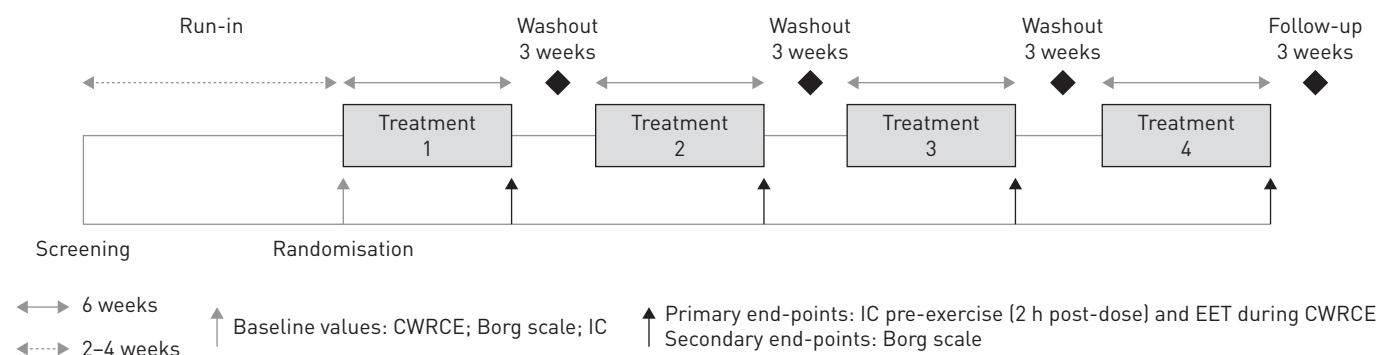 Run-in
Washout
3 weeks
Washout
3 weeks
Washout
3 weeks
Follow-up
3 weeks
Treatment
1
Treatment
2
Treatment
3
Treatment
4
Screening
Randomisation
6 weeks
2–4 weeks
Baseline values: CWRCE; Borg scale; IC
Primary end-points: IC pre-exercise (2 h post-dose) and EET during CWRCE
Secondary end-points: Borg scale